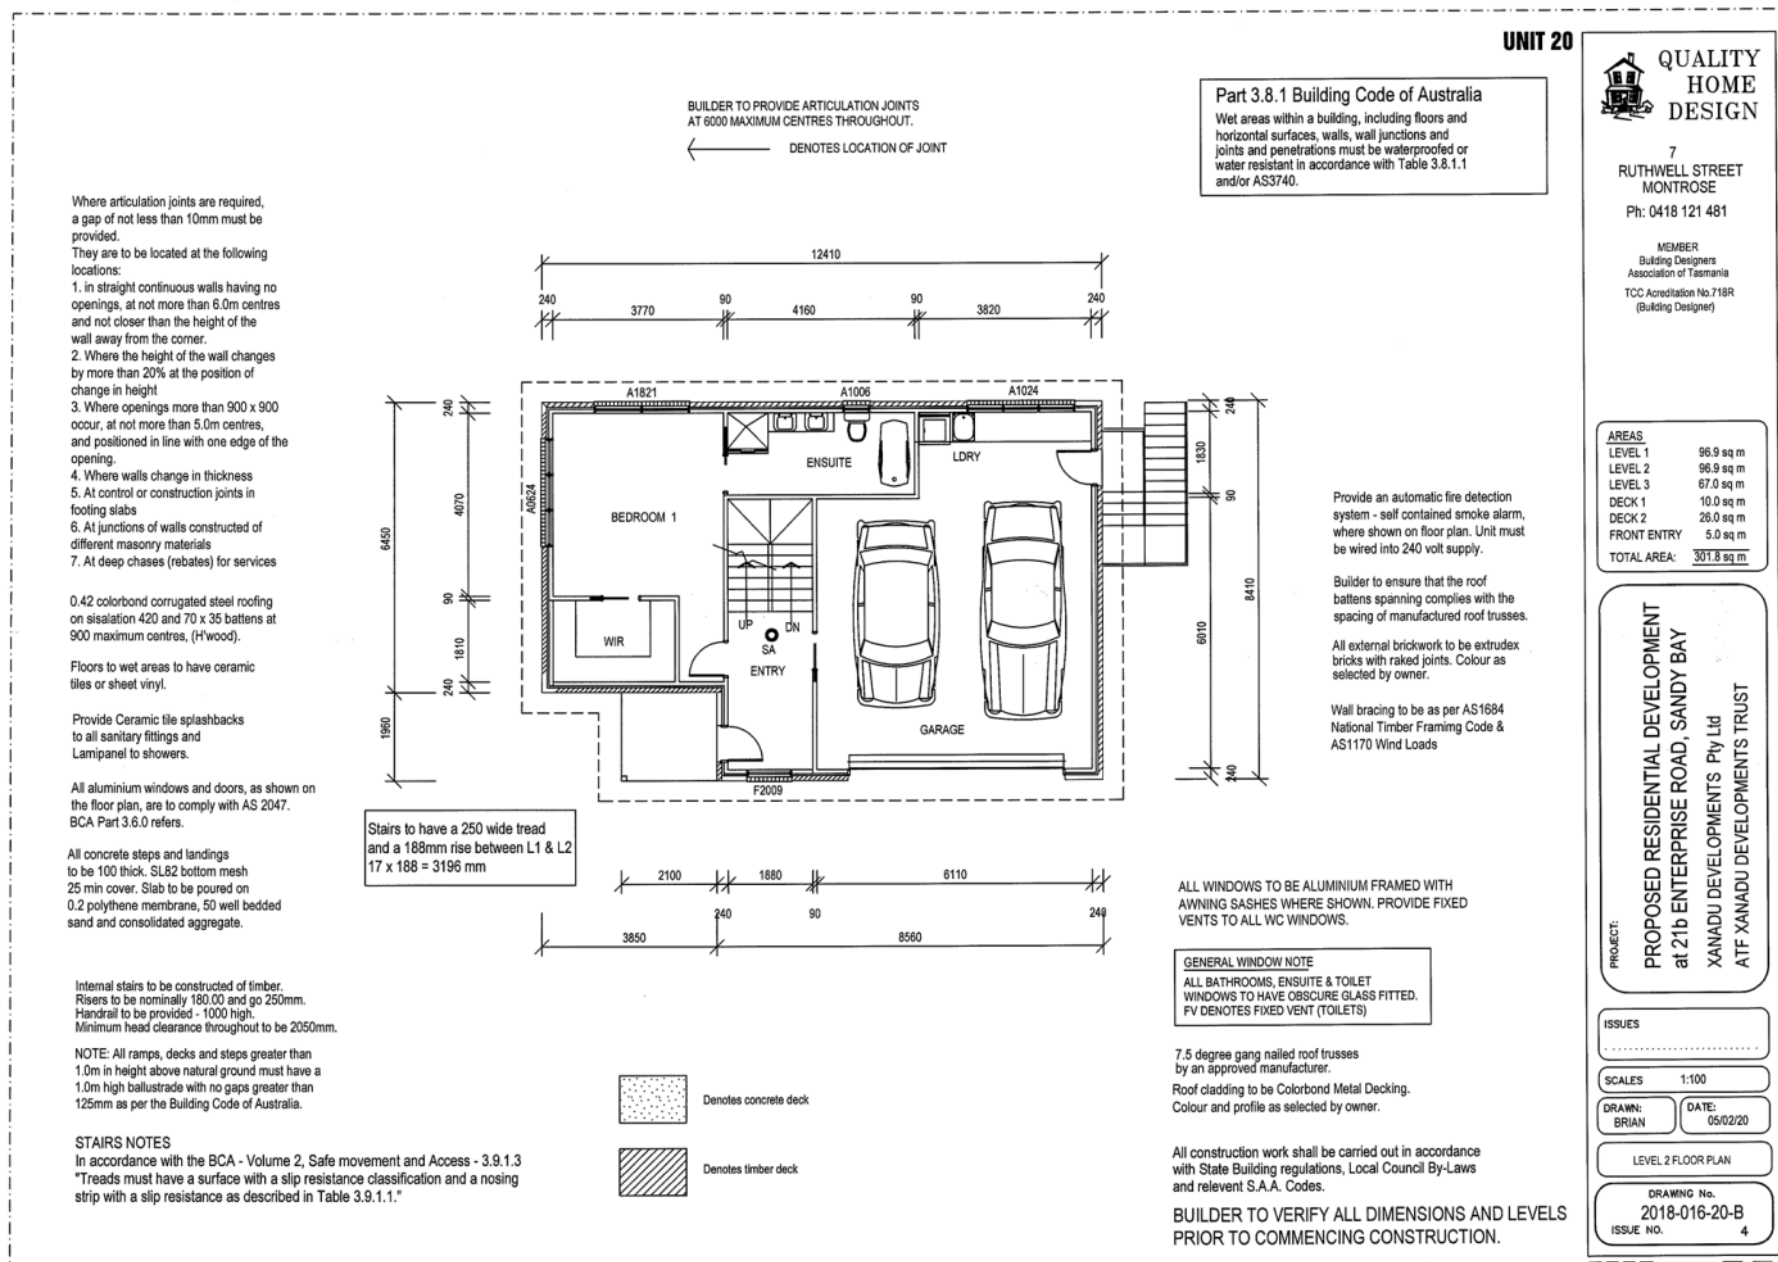 UNIT 20
BUILDER TO PROVIDE ARTICULATION JOINTS
AT 6000 MAXIMUM CENTRES THROUGHOUT.
DENOTES LOCATION OF JOINT
Part 3.8.1 Building Code of Australia
Wet areas within a building, including floors and
horizontal surfaces, walls, wall junctions and
joints and penetrations must be waterproofed or
water resistant in accordance with Table 3.8.1.1
and/or AS3740.
Where articulation joints are required,
a gap of not less than 10mm must be
provided.
They are to be located at the following
locations:
1. in straight continuous walls having no
openings, at not more than 6.0m centres
and not closer than the height of the
wall away from the corner.
2. Where the height of the wall changes
by more than 20% at the position of
change in height
3. Where openings more than 900 x 900
occur, at not more than 5.0m centres,
and positioned in line with one edge of the
opening.
4. Where walls change in thickness
5. At control or construction joints in
footing slabs
6. At junctions of walls constructed of
different masonry materials
7. At deep chases (rebates) for services
0.42 colorbond corrugated steel roofing
on sisalation 420 and 70 x 35 battens at
900 maximum centres, (H'wood).
Floors to wet areas to have ceramic
tiles or sheet vinyl.
Provide Ceramic tile splashbacks
to all sanitary fittings and
Lamipanel to showers.
All aluminium windows and doors, as shown on
the floor plan, are to comply with AS 2047.
BCA Part 3.6.0 refers.
All concrete steps and landings
to be 100 thick. SL82 bottom mesh
25 min cover. Slab to be poured on
0.2 polythene membrane, 50 well bedded
sand and consolidated aggregate.
Internal stairs to be constructed of timber.
Risers to be nominally 180.00 and go 250mm.
Handrail to be provided - 1000 high.
Minimum head clearance throughout to be 2050mm.
NOTE: All ramps, decks and steps greater than
1.0m in height above natural ground must have a
1.0m high ballustrade with no gaps greater than
125mm as per the Building Code of Australia.
STAIRS NOTES
In accordance with the BCA - Volume 2, Safe movement and Access - 3.9.1.3
"Treads must have a surface with a slip resistance classification and a nosing
strip with a slip resistance as described in Table 3.9.1.1."
12410
240 3770 90 4160 90 3820 240
A1821 A1006 A1024
A0624
240
4070
90
1810
240
6450
1960
BEDROOM 1
ENSUITE
LDRY
WIR
UP
DN
SA
ENTRY
GARAGE
F2009
240
1830
90
6010
240
8410
2100 1880 6110
240 90 240
3850 8560
Stairs to have a 250 wide tread
and a 188mm rise between L1 & L2
17 x 188 = 3196 mm
Denotes concrete deck
Denotes timber deck
Provide an automatic fire detection
system - self contained smoke alarm,
where shown on floor plan. Unit must
be wired into 240 volt supply.
Builder to ensure that the roof
battens spanning complies with the
spacing of manufactured roof trusses.
All external brickwork to be extrudex
bricks with raked joints. Colour as
selected by owner.
Wall bracing to be as per AS1684
National Timber Framimg Code &
AS1170 Wind Loads
ALL WINDOWS TO BE ALUMINIUM FRAMED WITH
AWNING SASHES WHERE SHOWN. PROVIDE FIXED
VENTS TO ALL WC WINDOWS.
GENERAL WINDOW NOTE
ALL BATHROOMS, ENSUITE & TOILET
WINDOWS TO HAVE OBSCURE GLASS FITTED.
FV DENOTES FIXED VENT (TOILETS)
7.5 degree gang nailed roof trusses
by an approved manufacturer.
Roof cladding to be Colorbond Metal Decking.
Colour and profile as selected by owner.
All construction work shall be carried out in accordance
with State Building regulations, Local Council By-Laws
and relevent S.A.A. Codes.
BUILDER TO VERIFY ALL DIMENSIONS AND LEVELS
PRIOR TO COMMENCING CONSTRUCTION.
QUALITY
HOME
DESIGN
7
RUTHWELL STREET
MONTROSE
Ph: 0418 121 481
MEMBER
Building Designers
Association of Tasmania
TCC Acreditation No.718R
(Building Designer)
AREAS
LEVEL 1 96.9 sq m
LEVEL 2 96.9 sq m
LEVEL 3 67.0 sq m
DECK 1 10.0 sq m
DECK 2 26.0 sq m
FRONT ENTRY 5.0 sq m
TOTAL AREA: 301.8 sq m
PROJECT:
PROPOSED RESIDENTIAL DEVELOPMENT
at 21b ENTERPRISE ROAD, SANDY BAY
XANADU DEVELOPMENTS Pty Ltd
ATF XANADU DEVELOPMENTS TRUST
ISSUES
SCALES 1:100
DRAWN:
BRIAN
DATE:
05/02/20
LEVEL 2 FLOOR PLAN
DRAWING No.
2018-016-20-B
ISSUE NO. 4